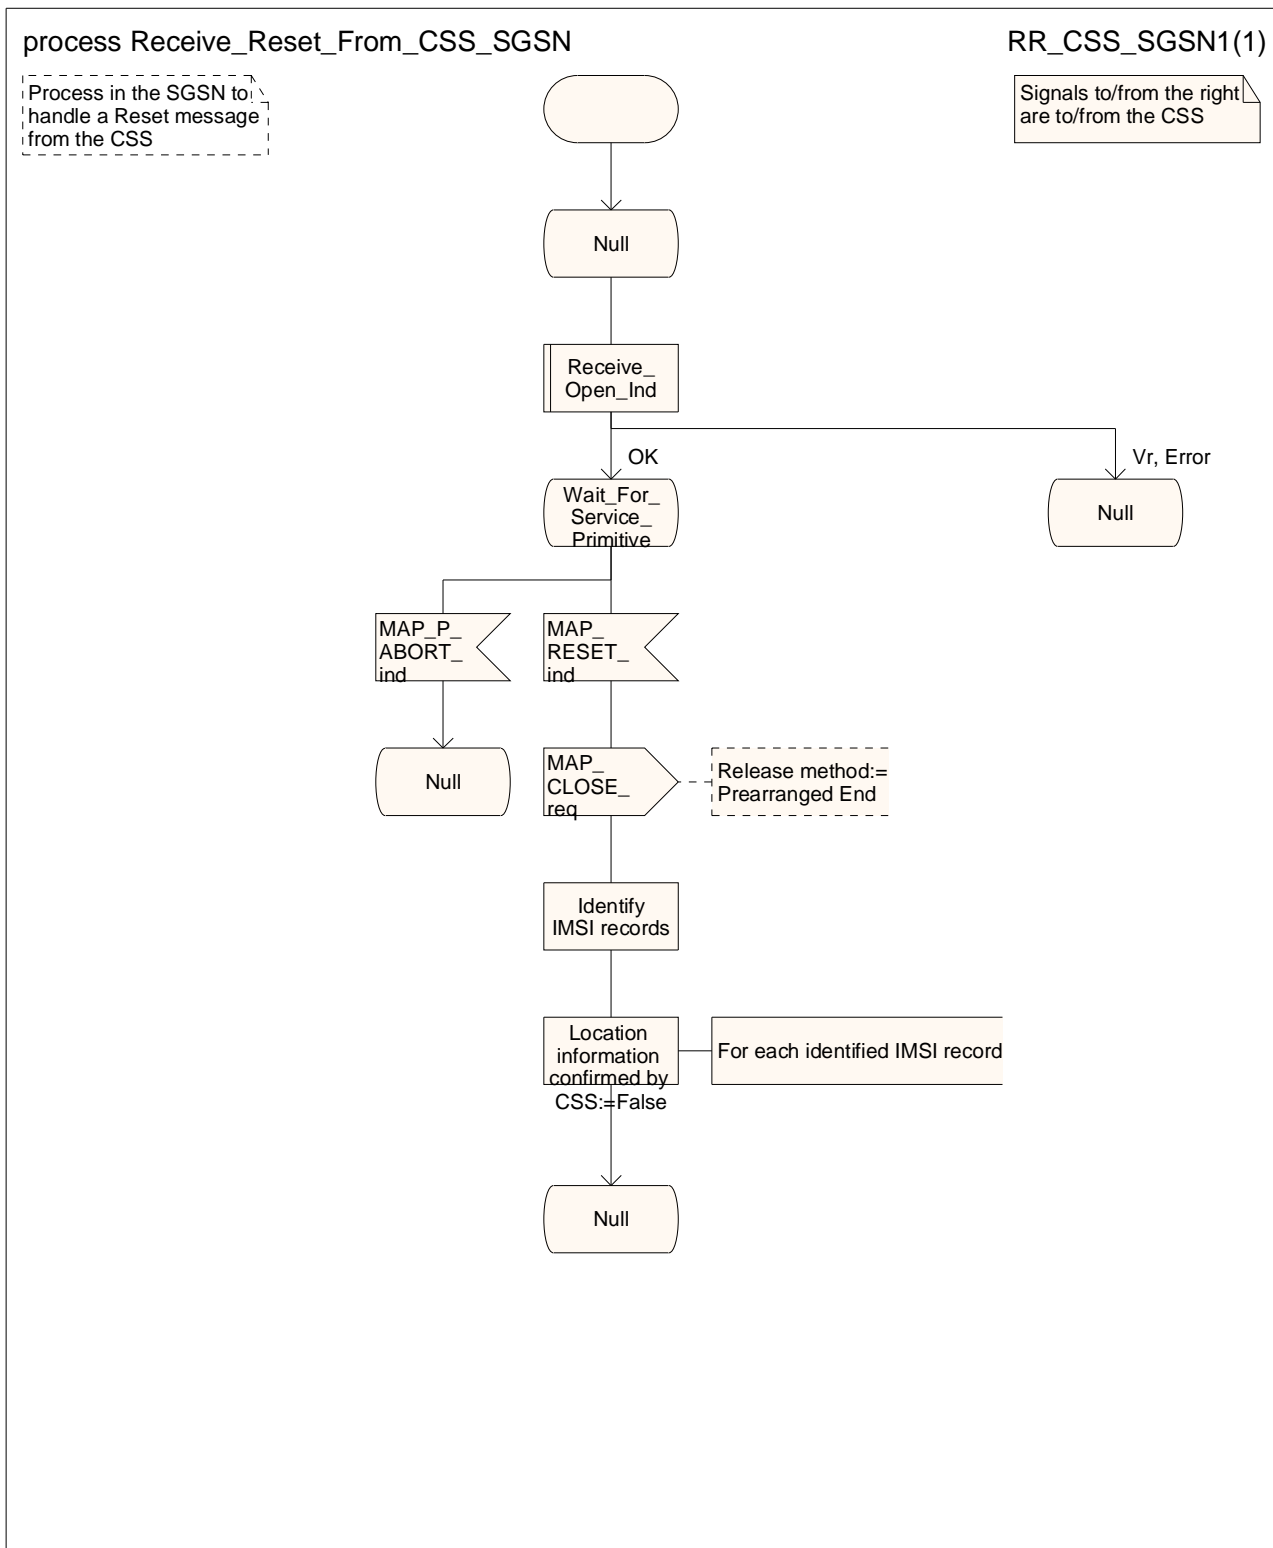 process Receive_Reset_From_CSS_SGSN
RR_CSS_SGSN1(1)
Process in the SGSN to
handle a Reset message
from the CSS
Signals to/from the right
are to/from the CSS
Null
Receive_
Open_Ind
OK
Vr, Error
Wait_For_
Service_
Primitive
Null
MAP_P_
ABORT_
ind
MAP_
RESET_
ind
Null
MAP_
CLOSE_
req
Release method:=
Prearranged End
Identify
IMSI records
Location
information
confirmed by
CSS:=False
For each identified IMSI record
Null